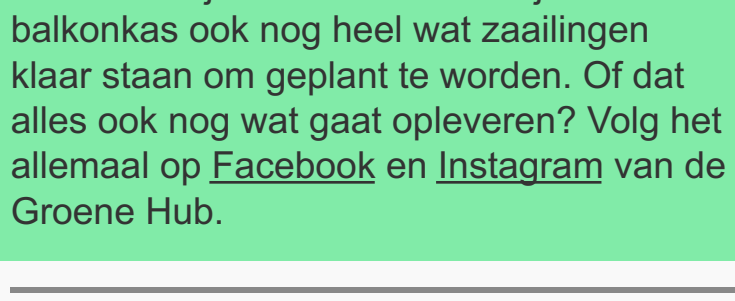 balkonkas ook nog heel wat zaailingen
klaar staan om geplant te worden. Of dat
alles ook nog wat gaat opleveren? Volg het
allemaal op Facebook en Instagram van de
Groene Hub.